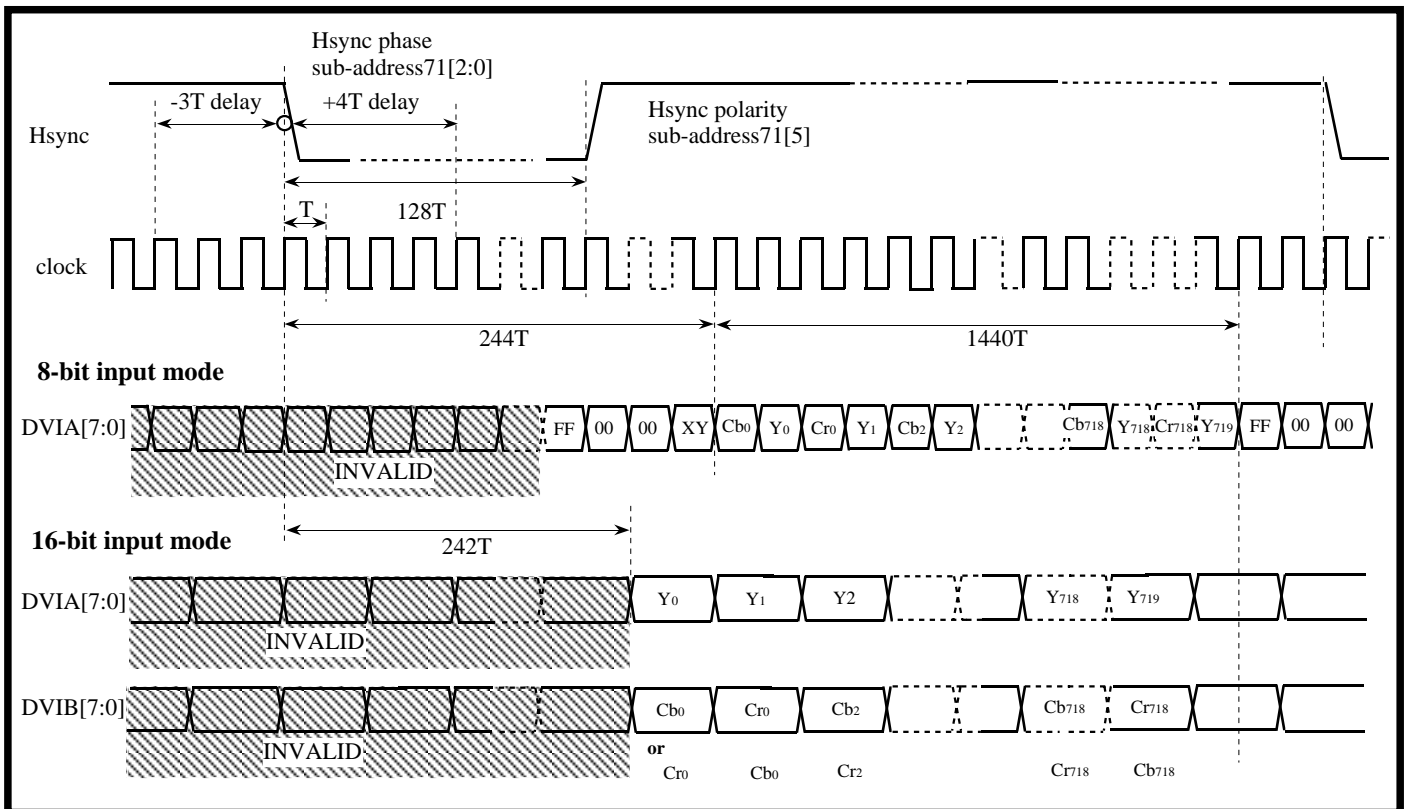 Hsync phase
sub-address71[2:0]
-3T delay
+4T delay
Hsync polarity
sub-address71[5]
Hsync
T
128T
clock
244T
1440T
8-bit input mode
DVIA[7:0] FF 00 00 XY Cb0 Y0 Cr0 Y1 Cb2 Y2 Cb718 Y718 Cr718 Y719 FF 00 00
INVALID
16-bit input mode
242T
DVIA[7:0] Y0 Y1 Y2 Y718 Y719
INVALID
DVIB[7:0] Cb0 Cr0 Cb2 Cb718 Cr718
INVALID
or
Cr0 Cb0 Cr2 Cr718 Cb718